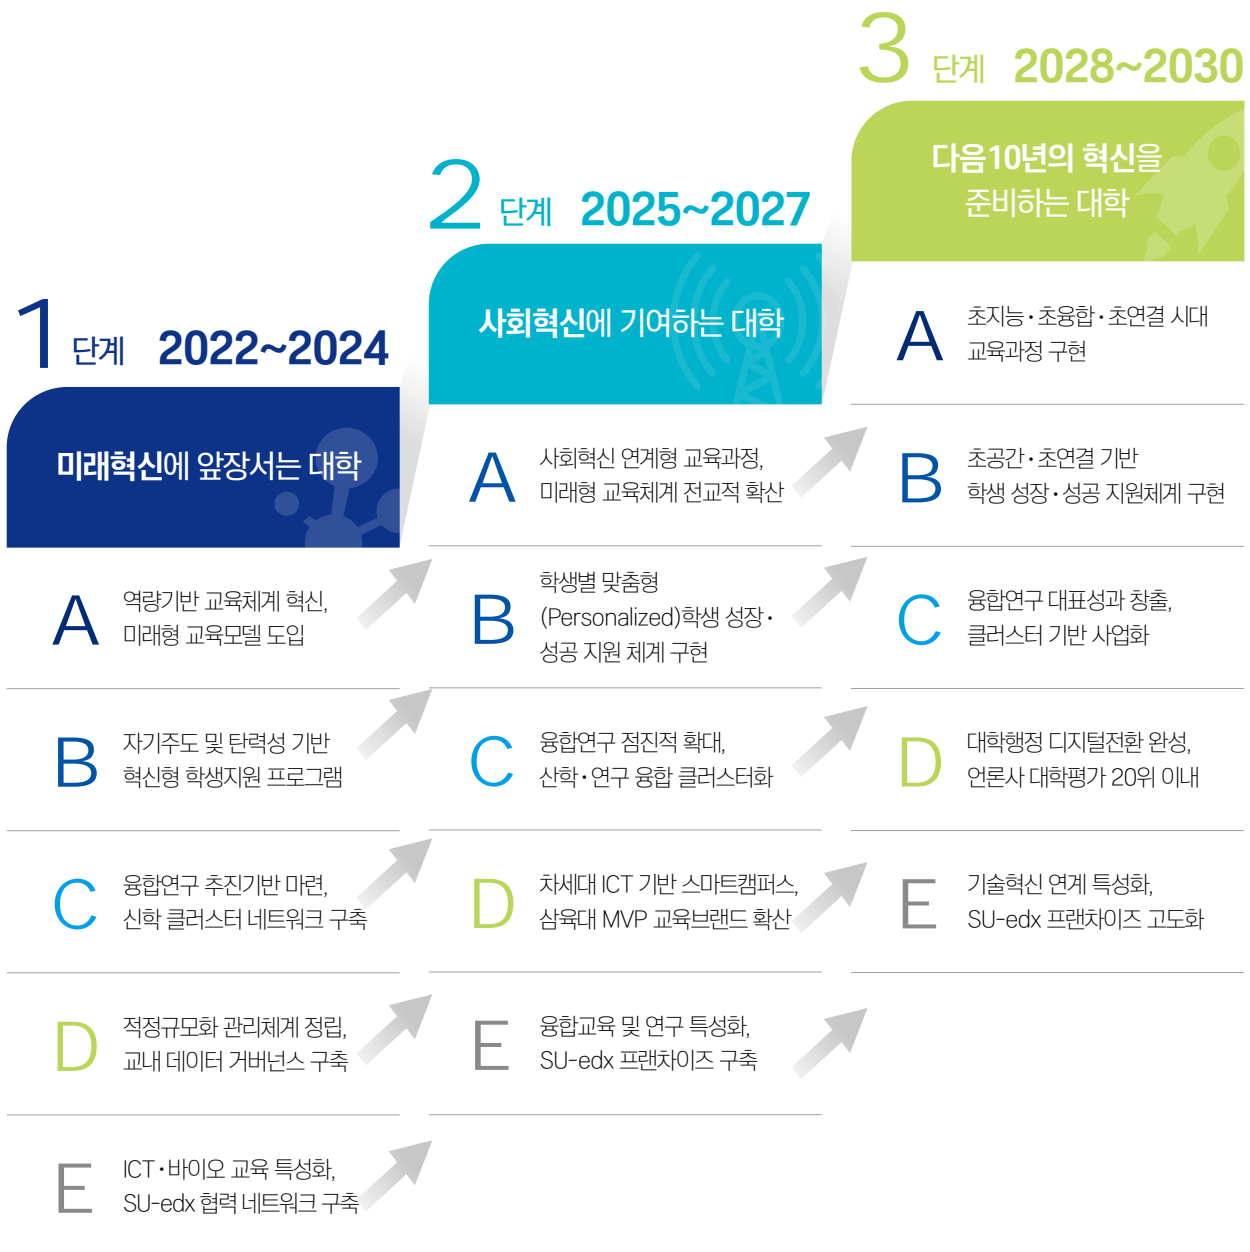 1 단계 2022~2024
미래혁신에 앞장서는 대학
A
역량기반 교육체계 혁신,
미래형 교육모델 도입
B
자기주도 및 탄력성 기반
혁신형 학생지원 프로그램
C
융합연구 추진기반 마련,
신학 클러스터 네트워크 구축
D
적정규모화 관리체계 정립,
교내 데이터 거버넌스 구축
E
ICT·바이오 교육 특성화,
SU-edx 협력 네트워크 구축
2 단계 2025~2027
사회혁신에 기여하는 대학
A
사회혁신 연계형 교육과정,
미래형 교육체계 전교적 확산
B
학생별 맞춤형
(Personalized)학생 성장·
성공 지원 체계 구현
C
융합연구 점진적 확대,
산학·연구 융합 클러스터화
D
차세대 ICT 기반 스마트캠퍼스,
삼육대 MVP 교육브랜드 확산
E
융합교육 및 연구 특성화,
SU-edx 프랜차이즈 구축
3 단계 2028~2030
다음10년의 혁신을
준비하는 대학
A
초지능·초융합·초연결 시대
교육과정 구현
B
초공간·초연결 기반
학생 성장·성공 지원체계 구현
C
융합연구 대표성과 창출,
클러스터 기반 사업화
D
대학행정 디지털전환 완성,
언론사 대학평가 20위 이내
E
기술혁신 연계 특성화,
SU-edx 프랜차이즈 고도화